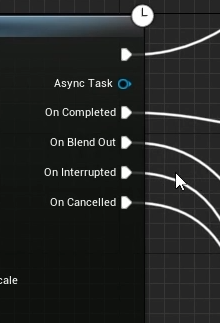 Async Task
On Completed
On Blend Out
On Interrupted
On Cancelled
cale